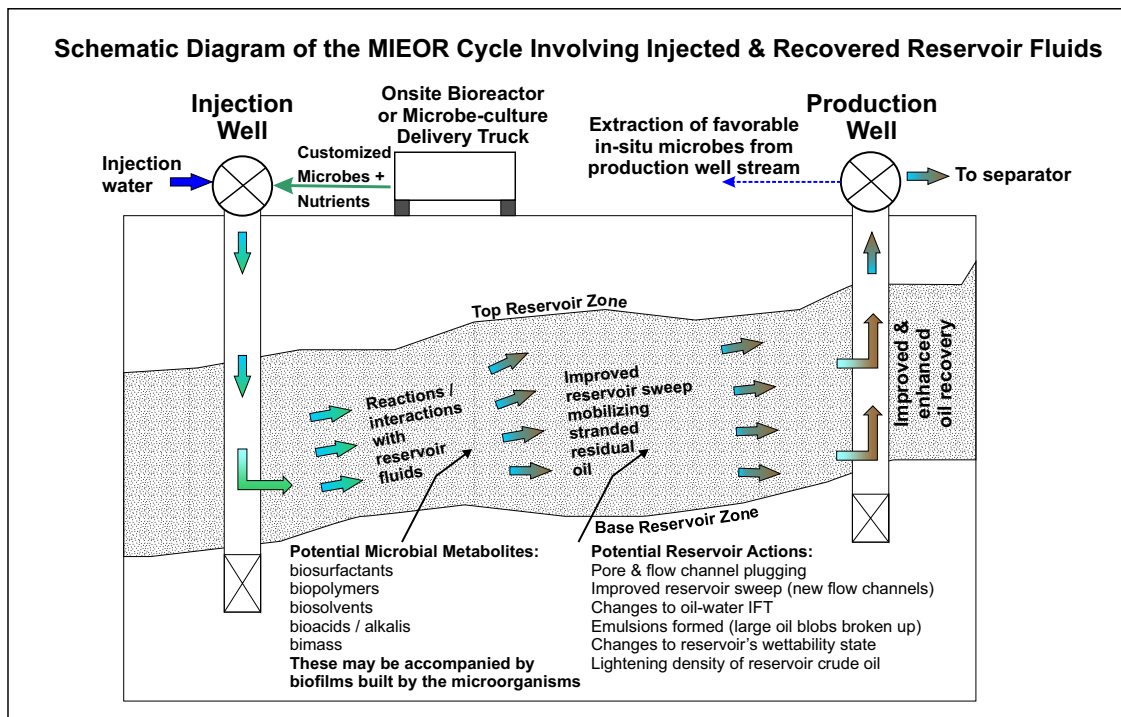 Schematic Diagram of the MIEOR Cycle Involving Injected & Recovered Reservoir Fluids
Injection
Well
Onsite Bioreactor
or Microbe-culture
Delivery Truck
Extraction of favorable
in-situ microbes from
production well stream
Production
Well
Injection
water
Customized
Microbes +
Nutrients
To separator
Top Reservoir Zone
Reactions /
interactions
with
reservoir
fluids
Improved
reservoir sweep
mobilizing
stranded
residual
oil
Improved &
enhanced
oil recovery
Base Reservoir Zone
Potential Microbial Metabolites:
biosurfactants
biopolymers
biosolvents
bioacids / alkalis
bimass
These may be accompanied by
biofilms built by the microorganisms
Potential Reservoir Actions:
Pore & flow channel plugging
Improved reservoir sweep (new flow channels)
Changes to oil-water IFT
Emulsions formed (large oil blobs broken up)
Changes to reservoir's wettability state
Lightening density of reservoir crude oil